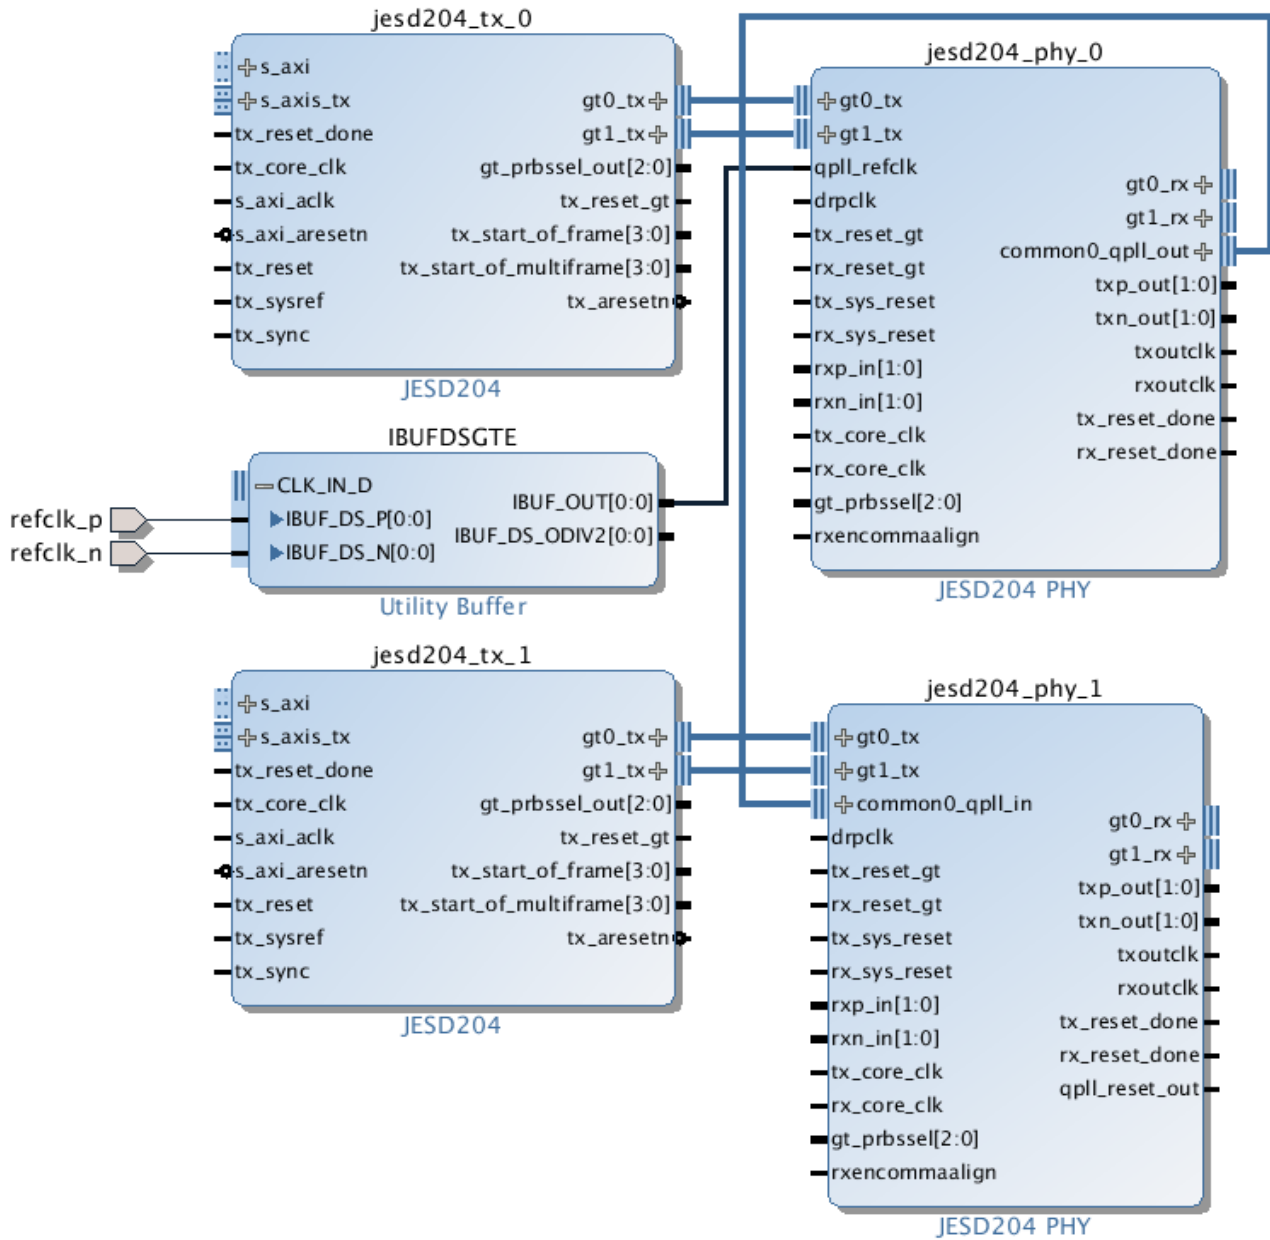 jesd204_tx_0
s_axi
s_axis_tx
tx_reset_done
tx_core_clk
s_axi_aclk
s_axi_aresetn
tx_reset
tx_sysref
tx_sync
gt0_tx
gt1_tx
gt_prbssel_out[2:0]
tx_reset_gt
tx_start_of_frame[3:0]
tx_start_of_multiframe[3:0]
tx_aresetn
JESD204
jesd204_phy_0
gt0_tx
gt1_tx
qpll_refclk
drpclk
tx_reset_gt
rx_reset_gt
tx_sys_reset
rx_sys_reset
rxp_in[1:0]
rxn_in[1:0]
tx_core_clk
rx_core_clk
gt_prbssel[2:0]
rxencommaalign
gt0_rx
gt1_rx
common0_qpll_out
txp_out[1:0]
txn_out[1:0]
txoutclk
rxoutclk
tx_reset_done
rx_reset_done
JESD204 PHY
refclk_p
refclk_n
IBUFDSGTE
CLK_IN_D
IBUF_DS_P[0:0]
IBUF_DS_N[0:0]
IBUF_OUT[0:0]
IBUF_DS_ODIV2[0:0]
Utility Buffer
jesd204_tx_1
s_axi
s_axis_tx
tx_reset_done
tx_core_clk
s_axi_aclk
s_axi_aresetn
tx_reset
tx_sysref
tx_sync
gt0_tx
gt1_tx
gt_prbssel_out[2:0]
tx_reset_gt
tx_start_of_frame[3:0]
tx_start_of_multiframe[3:0]
tx_aresetn
JESD204
jesd204_phy_1
gt0_tx
gt1_tx
common0_qpll_in
drpclk
tx_reset_gt
rx_reset_gt
tx_sys_reset
rx_sys_reset
rxp_in[1:0]
rxn_in[1:0]
tx_core_clk
rx_core_clk
gt_prbssel[2:0]
rxencommaalign
gt0_rx
gt1_rx
txp_out[1:0]
txn_out[1:0]
txoutclk
rxoutclk
tx_reset_done
rx_reset_done
qpll_reset_out
JESD204 PHY